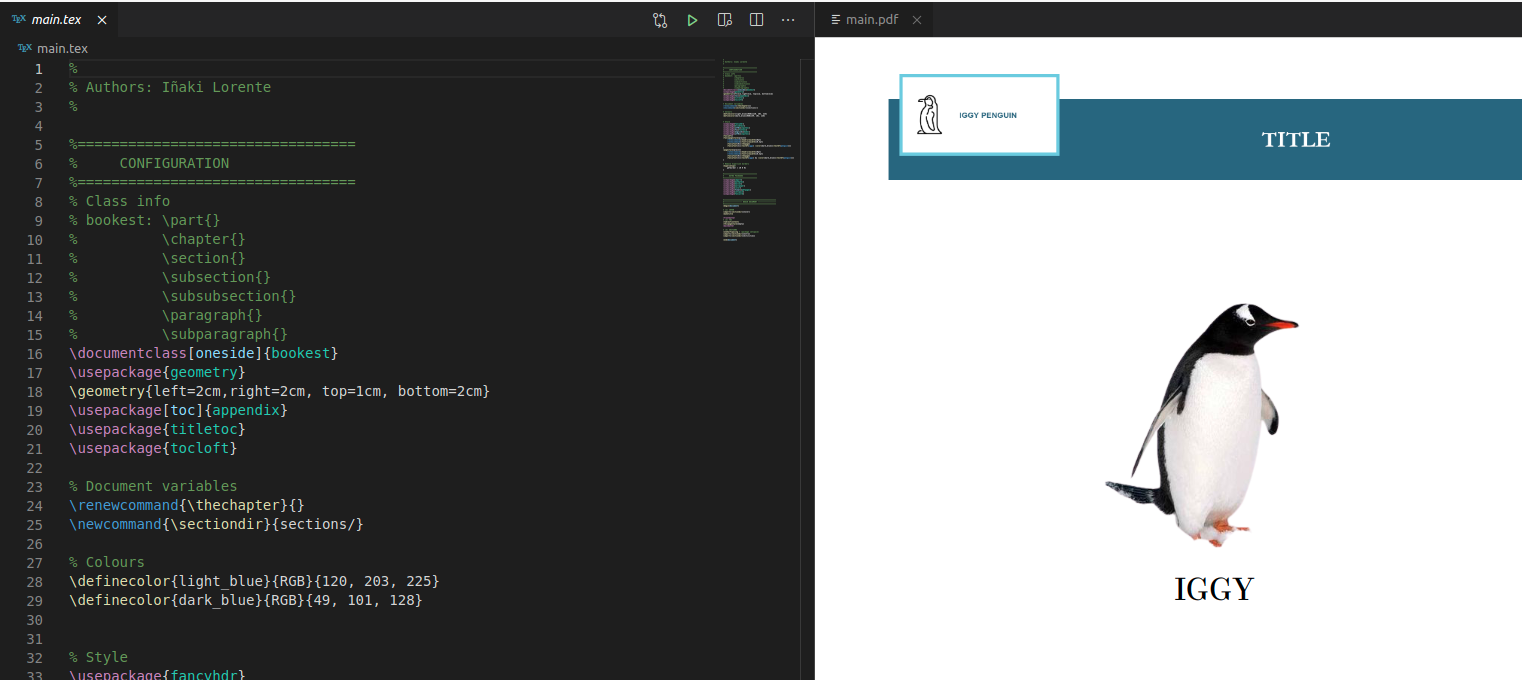 main.tex
main.tex
1 %
2 % Authors: Iñaki Lorente
3 %
4
5 %=================================
6 %     CONFIGURATION
7 %=================================
8 % Class info
9 % bookest: \part{}
10 %          \chapter{}
11 %          \section{}
12 %          \subsection{}
13 %          \subsubsection{}
14 %          \paragraph{}
15 %          \subparagraph{}
16 \documentclass[oneside]{bookest}
17 \usepackage{geometry}
18 \geometry{left=2cm,right=2cm, top=1cm, bottom=2cm}
19 \usepackage[toc]{appendix}
20 \usepackage{titletoc}
21 \usepackage{tocloft}
22
23 % Document variables
24 \renewcommand{\thechapter}{}
25 \newcommand{\sectiondir}{sections/}
26
27 % Colours
28 \definecolor{light_blue}{RGB}{120, 203, 225}
29 \definecolor{dark_blue}{RGB}{49, 101, 128}
30
31
32 % Style
33 \usepackage{fancyhdr}
main.pdf
IGGY PENGUIN
TITLE
IGGY